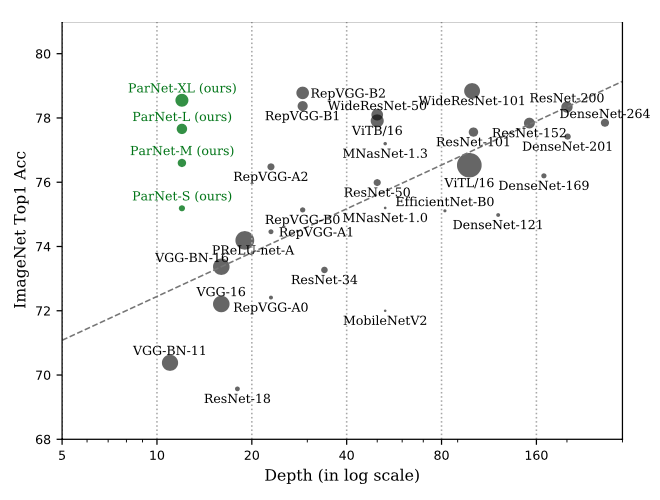 80
78
76
74
72
70
68
ImageNet Top1 Acc
ParNet-XL (ours)
RepVGG-B2
WideResNet-101
ResNet-200
WideResNet-50
RepVGG-B1
DenseNet-264
ParNet-L (ours)
ViTB/16
ResNet-152
ResNet-101
DenseNet-201
ParNet-M (ours)
MNasNet-1.3
RepVGG-A2
ViTL/16
DenseNet-169
ParNet-S (ours)
ResNet-50
EfficientNet-B0
RepVGG-B0
MNasNet-1.0
DenseNet-121
RepVGG-A1
PReLU-net-A
VGG-BN-16
ResNet-34
VGG-16
RepVGG-A0
MobileNetV2
VGG-BN-11
ResNet-18
5
10
20
40
80
160
Depth (in log scale)